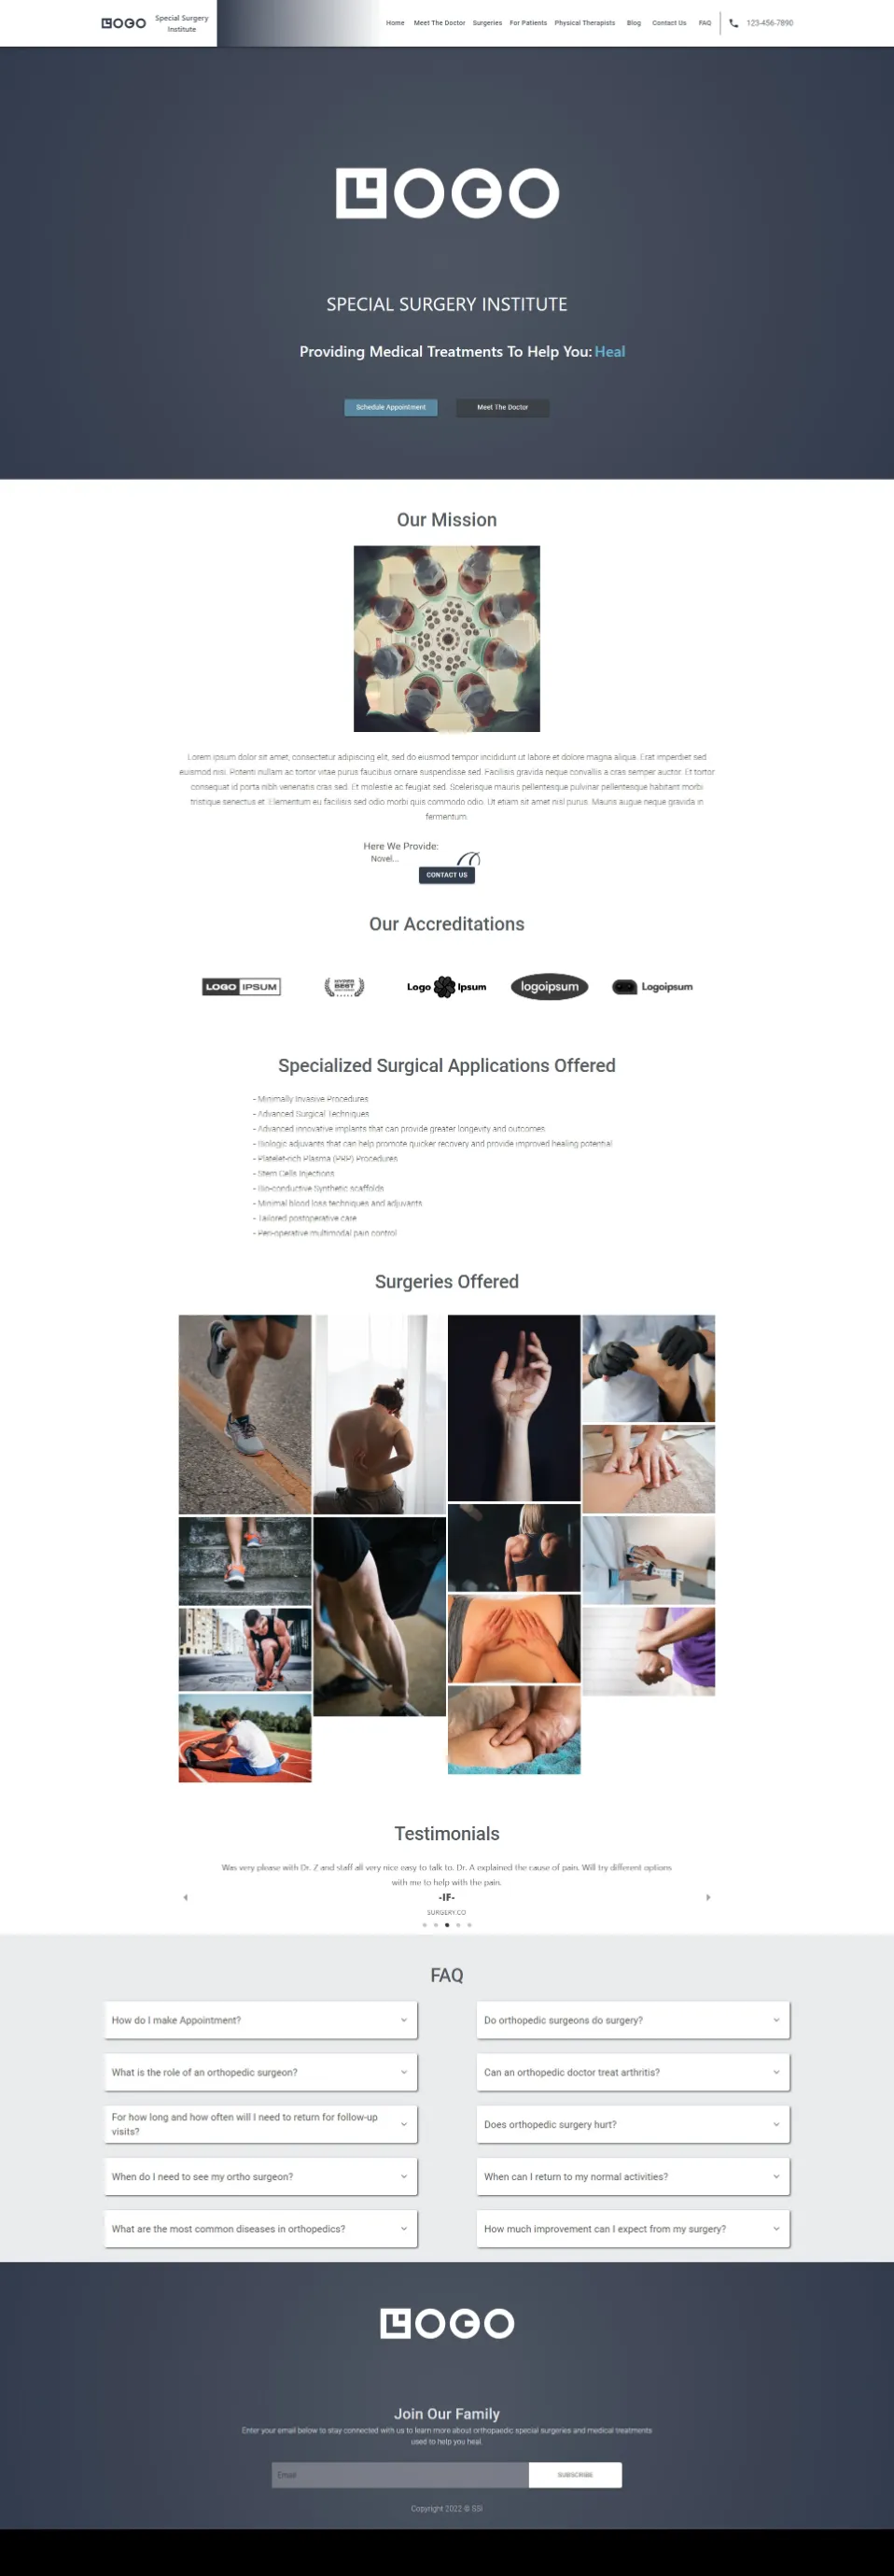 LOGO
Special Surgery
Institute
Home Meet The Doctor Surgeries For Patients Physical Therapists Blog Contact Us FAQ 123-456-7890
LOGO
SPECIAL SURGERY INSTITUTE
Providing Medical Treatments To Help You: Heal
Schedule Appointment Meet The Doctor
Our Mission
Lorem ipsum dolor sit amet, consectetur adipiscing elit, sed do eiusmod tempor incididunt ut labore et dolore magna aliqua. Erat imperdiet sed
euismod nisi. Potenti nullam ac tortor vitae purus faucibus ornare suspendisse sed. Facilisis gravida neque convallis a cras semper auctor. Et tortor
consequat id porta nibh venenatis cras sed. Et molestie ac feugiat sed. Scelerisque mauris pellentesque pulvinar pellentesque habitant morbi
tristique senectus et. Elementum eu facilisis sed odio morbi quis commodo odio. Ut etiam sit amet nisl purus. Mauris augue neque gravida in
fermentum.
Here We Provide:
Novel...
CONTACT US
Our Accreditations
LOGO IPSUM
BEST
Logo Ipsum
logoipsum
Logoipsum
Specialized Surgical Applications Offered
- Minimally Invasive Procedures
- Advanced Surgical Techniques
- Advanced innovative implants that can provide greater longevity and outcomes
- Biologic adjuvants that can help promote quicker recovery and provide improved healing potential
- Platelet-rich Plasma (PRP) Procedures
- Stem Cells Injections
- Bio-conductive Synthetic scaffolds
- Minimal blood loss techniques and adjuvants
- Tailored postoperative care
- Peri-operative multimodal pain control
Surgeries Offered
Testimonials
Was very please with Dr. Z and staff all very nice easy to talk to. Dr. A explained the cause of pain. Will try different options
with me to help with the pain.
-IF-
SURGERY.CO
FAQ
How do I make Appointment?
Do orthopedic surgeons do surgery?
What is the role of an orthopedic surgeon?
Can an orthopedic doctor treat arthritis?
For how long and how often will I need to return for follow-up
visits?
Does orthopedic surgery hurt?
When do I need to see my ortho surgeon?
When can I return to my normal activities?
What are the most common diseases in orthopedics?
How much improvement can I expect from my surgery?
LOGO
Join Our Family
Enter your email below to stay connected with us to learn more about orthopaedic special surgeries and medical treatments
used to help you heal.
Email
SUBSCRIBE
Copyright 2022 © SSI